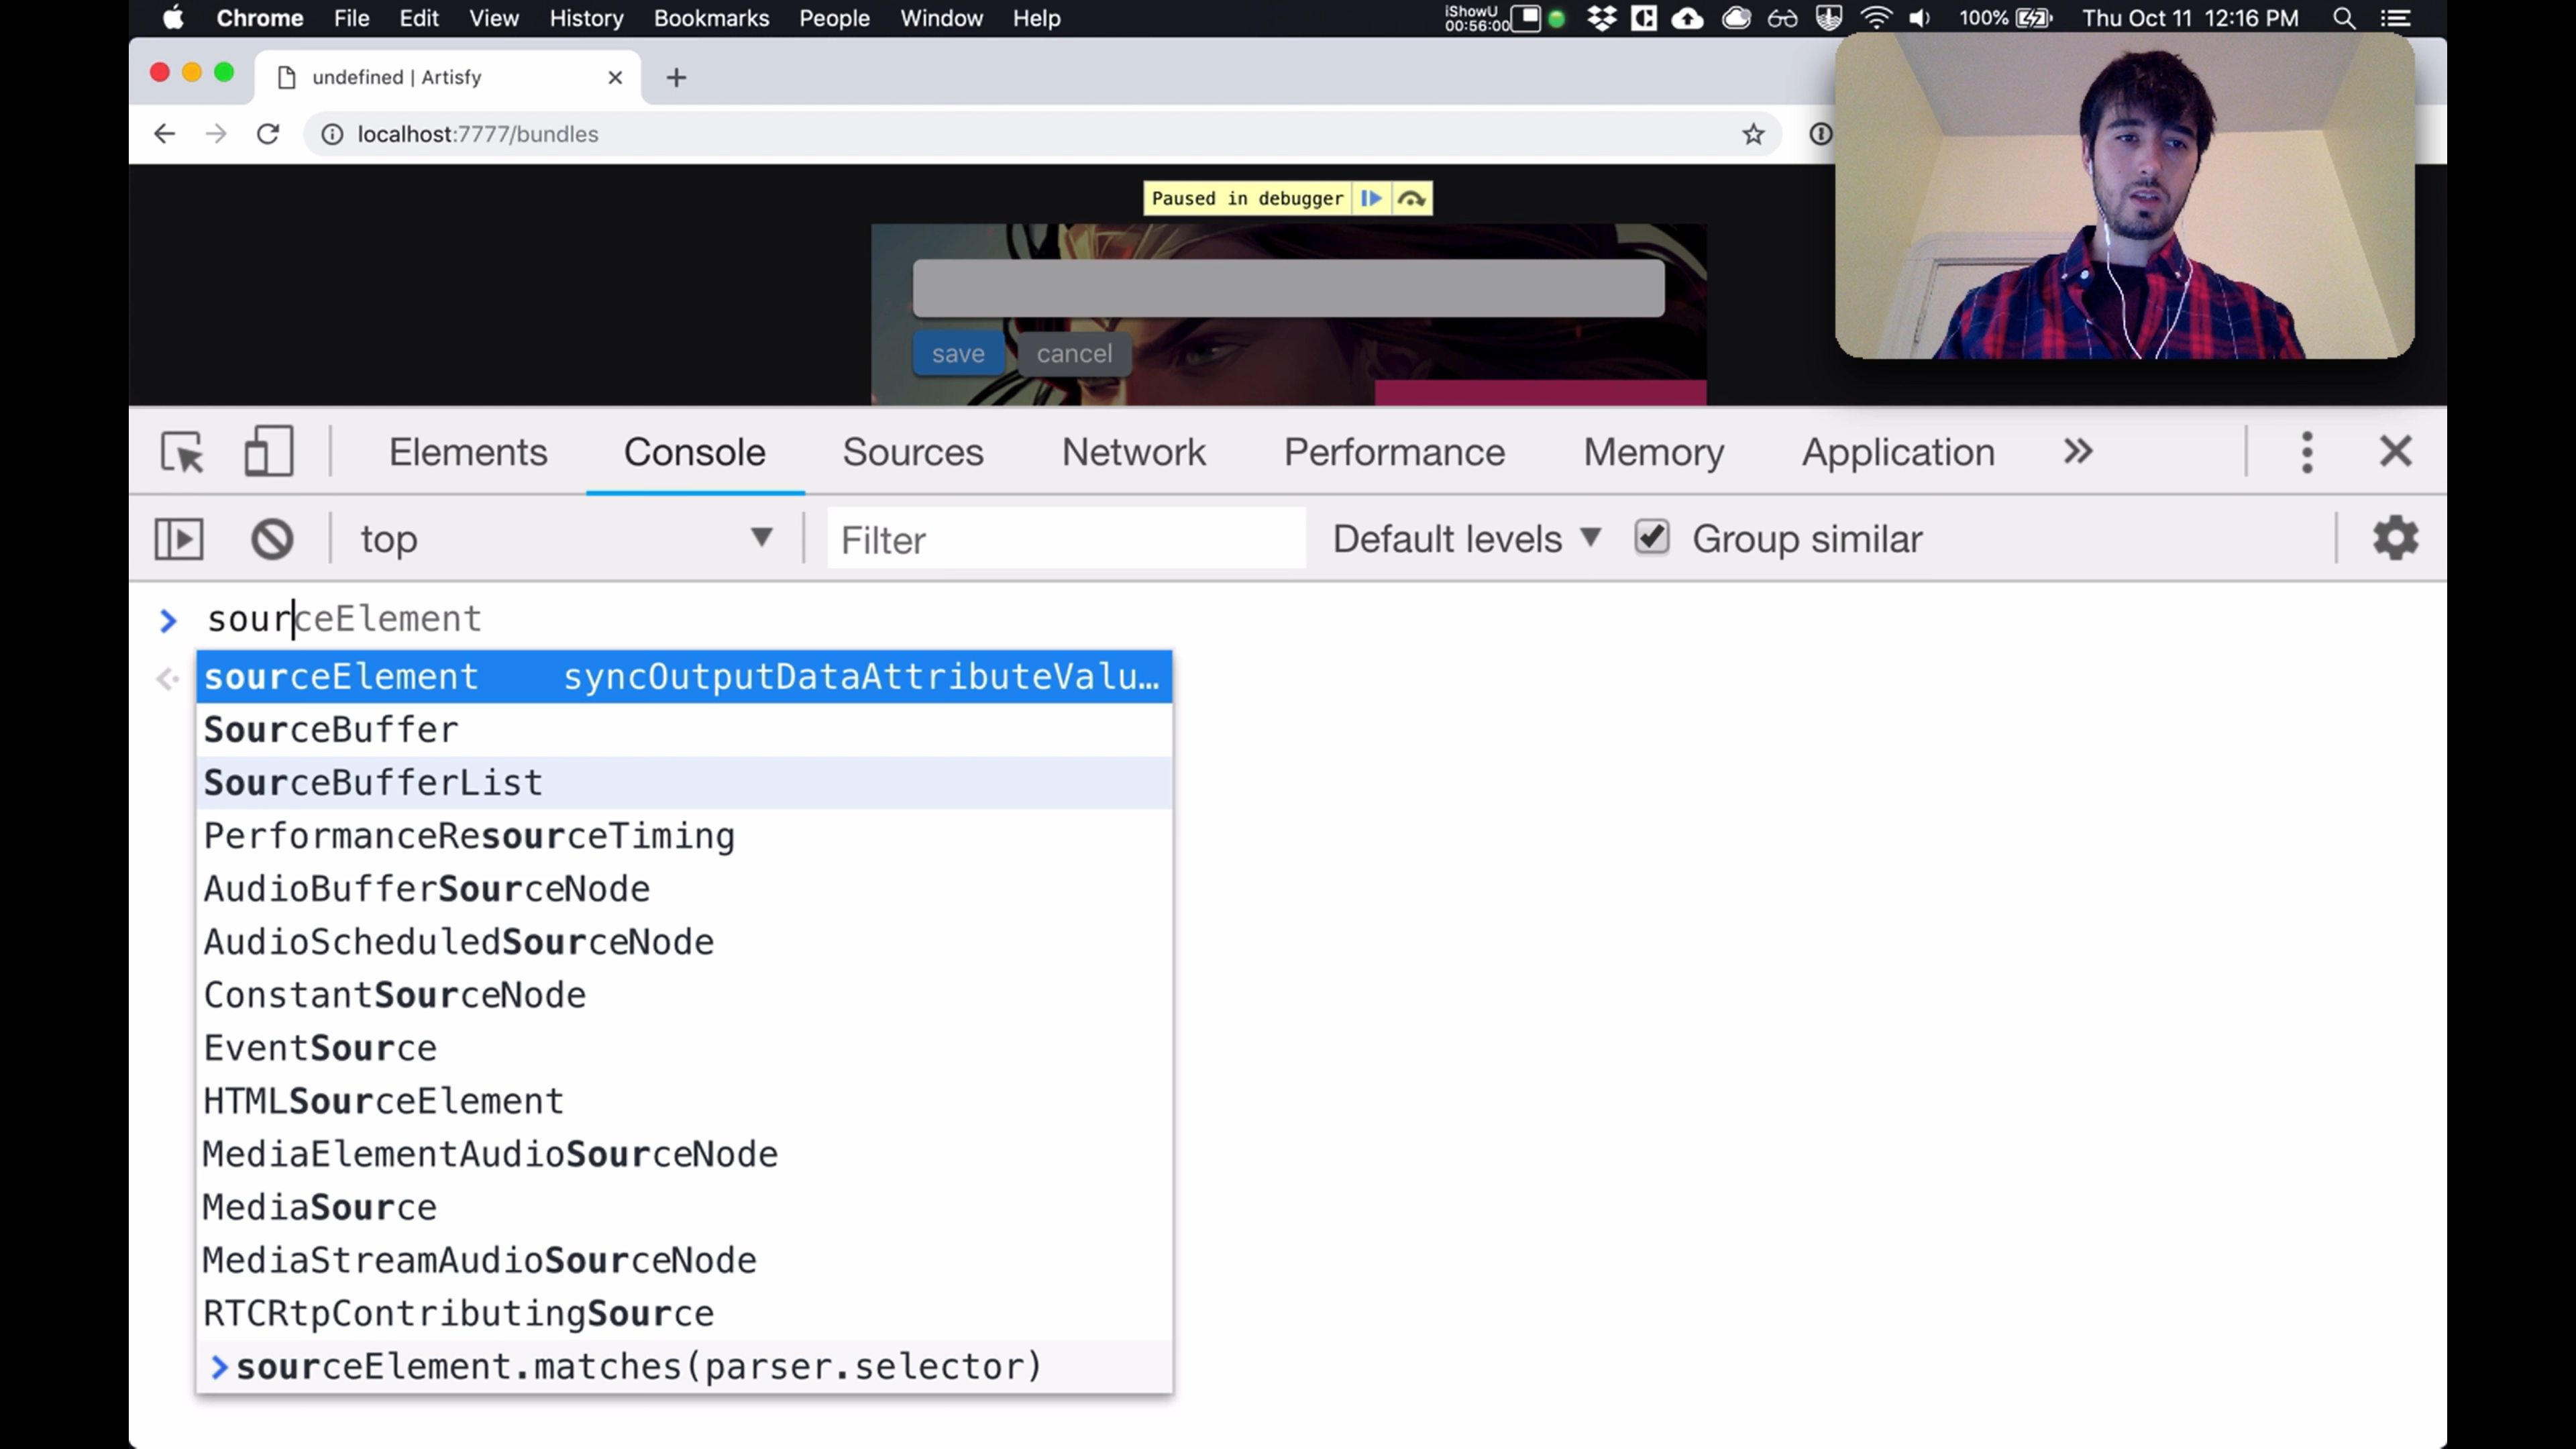 Chrome File Edit View History Bookmarks People Window Help iShowU 00:56:00 100% Thu Oct 11 12:16 PM
undefined | Artisfy
localhost:7777/bundles
Paused in debugger
save cancel
Elements Console Sources Network Performance Memory Application
top Filter Default levels Group similar
sourceElement
sourceElement syncOutputDataAttributeValu…
SourceBuffer
SourceBufferList
PerformanceResourceTiming
AudioBufferSourceNode
AudioScheduledSourceNode
ConstantSourceNode
EventSource
HTMLSourceElement
MediaElementAudioSourceNode
MediaSource
MediaStreamAudioSourceNode
RTCRtpContributingSource
sourceElement.matches(parser.selector)